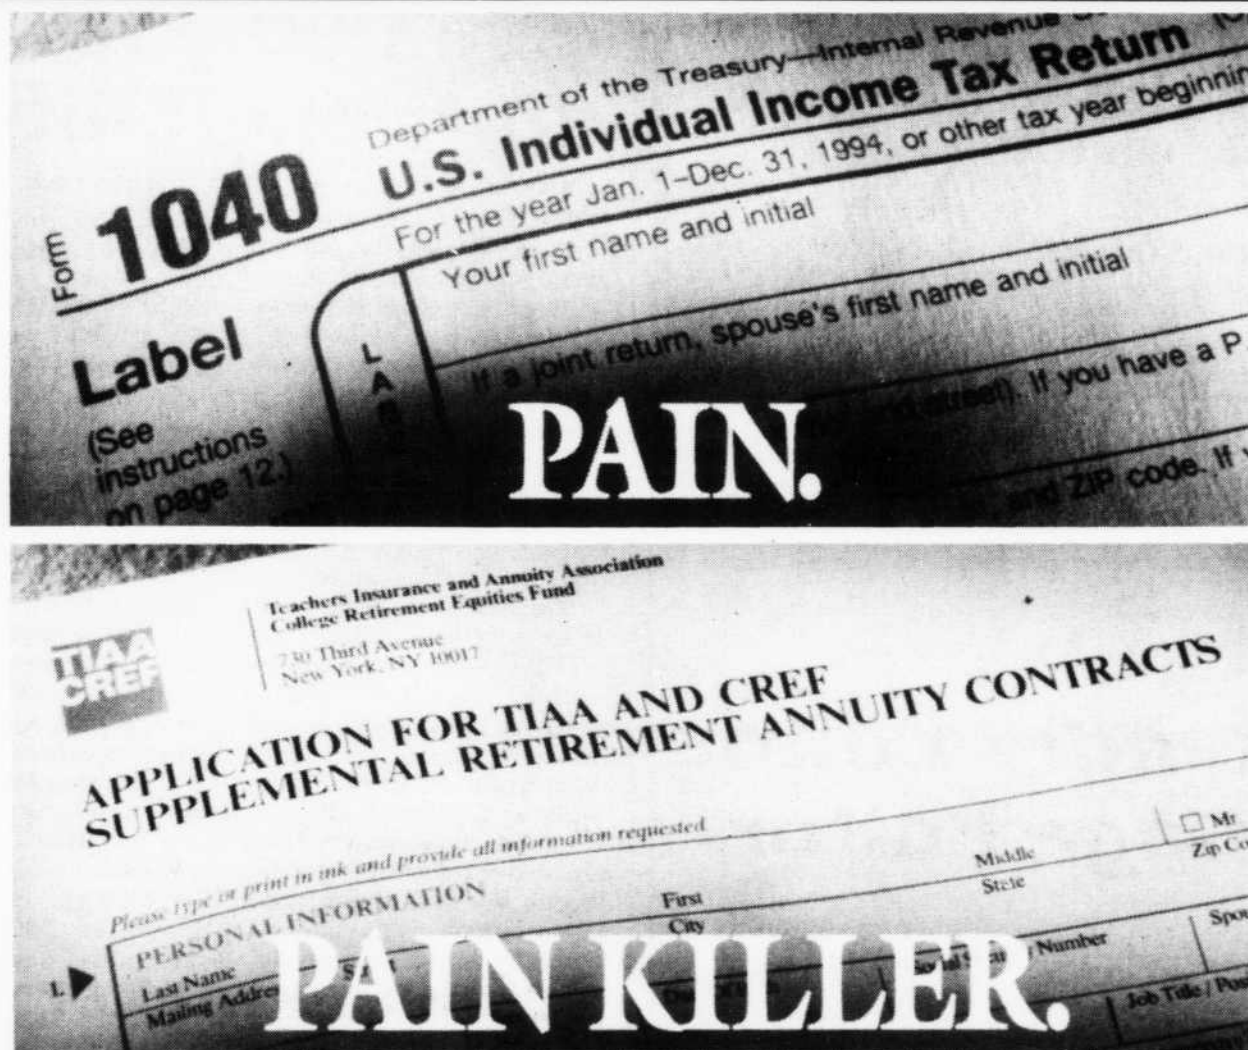 Department of the Treasury—Internal Revenue
Form 1040 U.S. Individual Income Tax Return
For the year Jan. 1–Dec. 31, 1994, or other tax year beginnin
Label
(See
instructions
on page 12.)
L
A
B
Your first name and initial
If a joint return, spouse's first name and initial
street). If you have a P.
and ZIP code. If y
PAIN.
TIAA
CREF
Teachers Insurance and Annuity Association
College Retirement Equities Fund
730 Third Avenue
New York, NY 10017
APPLICATION FOR TIAA AND CREF
SUPPLEMENTAL RETIREMENT ANNUITY CONTRACTS
Please type or print in ink and provide all information requested.
1. PERSONAL INFORMATION
Last Name First Middle Mr
Mailing Addres City State Zip Co
Number Spou
Job Title / Posi
PAIN KILLER.